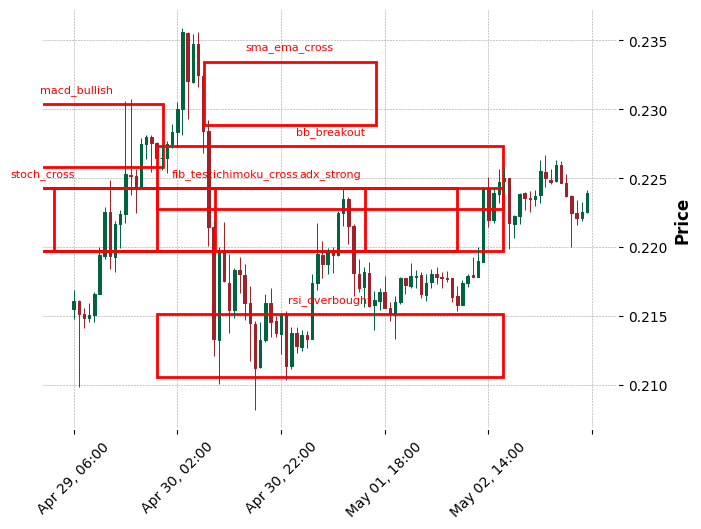 sma_ema_cross
macd_bullish
bb_breakout
stoch_cross
fib_test
ichimoku_cross
adx_strong
rsi_overbought
0.235
0.230
0.225
0.220
0.215
0.210
Price
Apr 29, 06:00
Apr 30, 02:00
Apr 30, 22:00
May 01, 18:00
May 02, 14:00